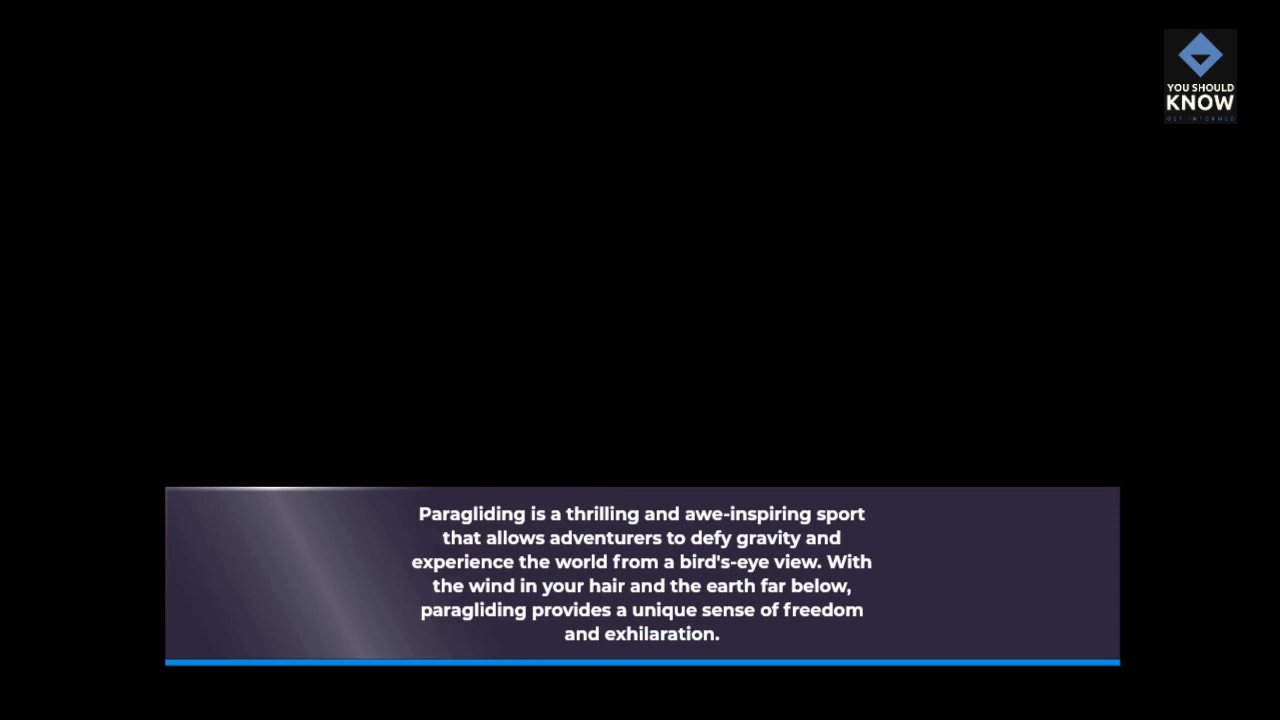 YOU SHOULD
KNOW
GET INFORMED
Paragliding is a thrilling and awe-inspiring sport
that allows adventurers to defy gravity and
experience the world from a bird's-eye view. With
the wind in your hair and the earth far below,
paragliding provides a unique sense of freedom
and exhilaration.